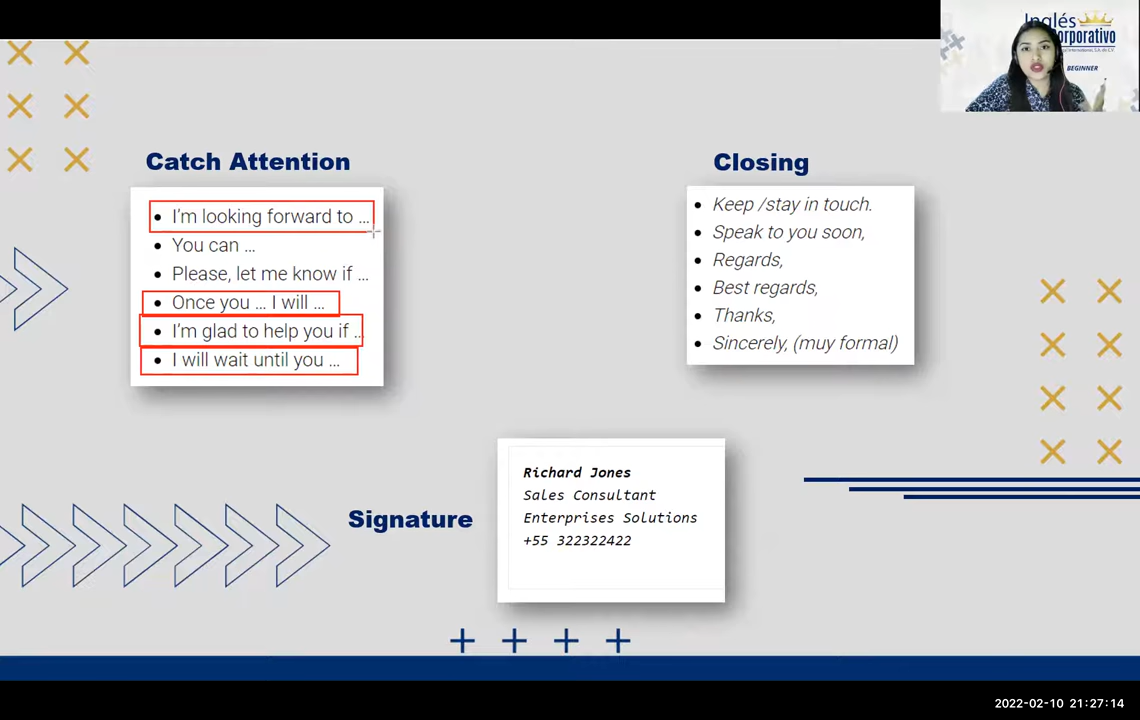 Inglés
Corporativo
BEGINNER
Catch Attention
• I'm looking forward to ...
• You can ...
• Please, let me know if ...
• Once you ... I will ...
• I'm glad to help you if ..
• I will wait until you ...
Closing
• Keep /stay in touch.
• Speak to you soon,
• Regards,
• Best regards,
• Thanks,
• Sincerely, (muy formal)
Signature
Richard Jones
Sales Consultant
Enterprises Solutions
+55 322322422
2022-02-10 21:27:14